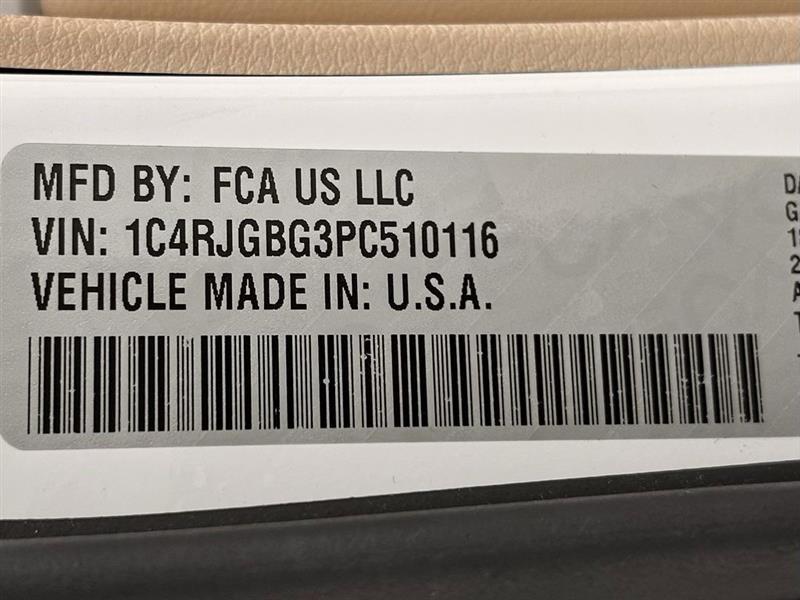 MFD BY: FCA US LLC
VIN: 1C4RJGBG3PC510116
VEHICLE MADE IN: U.S.A.